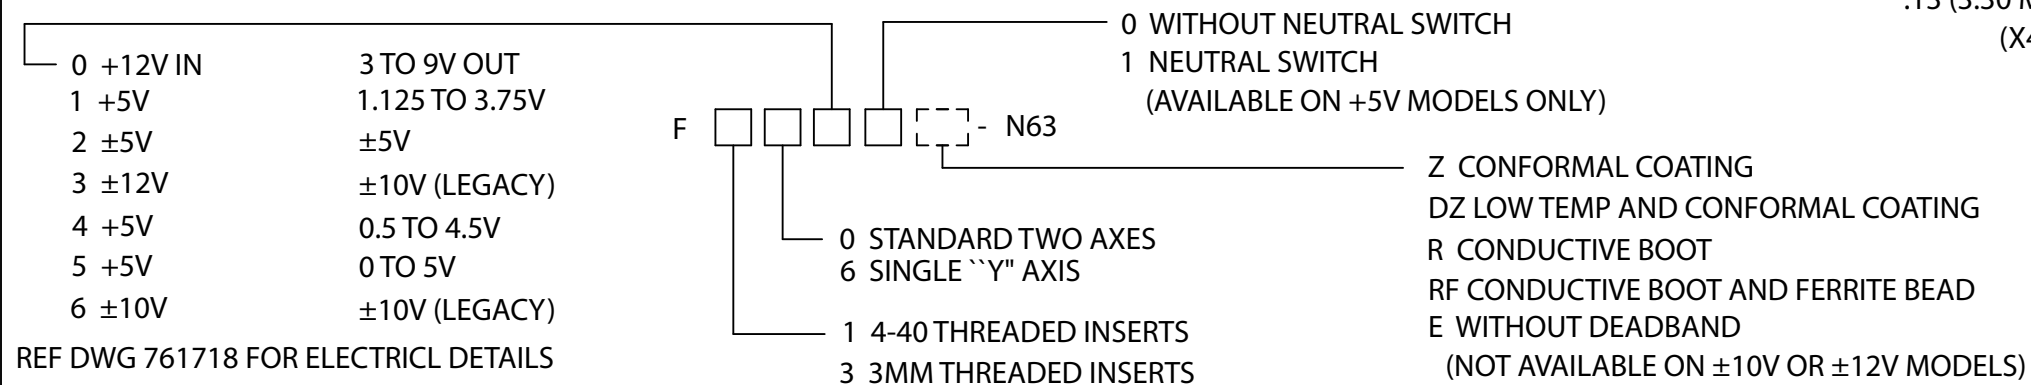 0 +12V IN 3 TO 9V OUT
1 +5V 1.125 TO 3.75V
2 ±5V ±5V
3 ±12V ±10V (LEGACY)
4 +5V 0.5 TO 4.5V
5 +5V 0 TO 5V
6 ±10V ±10V (LEGACY)
REF DWG 761718 FOR ELECTRICL DETAILS
F - N63
0 WITHOUT NEUTRAL SWITCH
1 NEUTRAL SWITCH
(AVAILABLE ON +5V MODELS ONLY)
0 STANDARD TWO AXES
6 SINGLE ``Y" AXIS
1 4-40 THREADED INSERTS
3 3MM THREADED INSERTS
Z CONFORMAL COATING
DZ LOW TEMP AND CONFORMAL COATING
R CONDUCTIVE BOOT
RF CONDUCTIVE BOOT AND FERRITE BEAD
E WITHOUT DEADBAND
(NOT AVAILABLE ON ±10V OR ±12V MODELS)